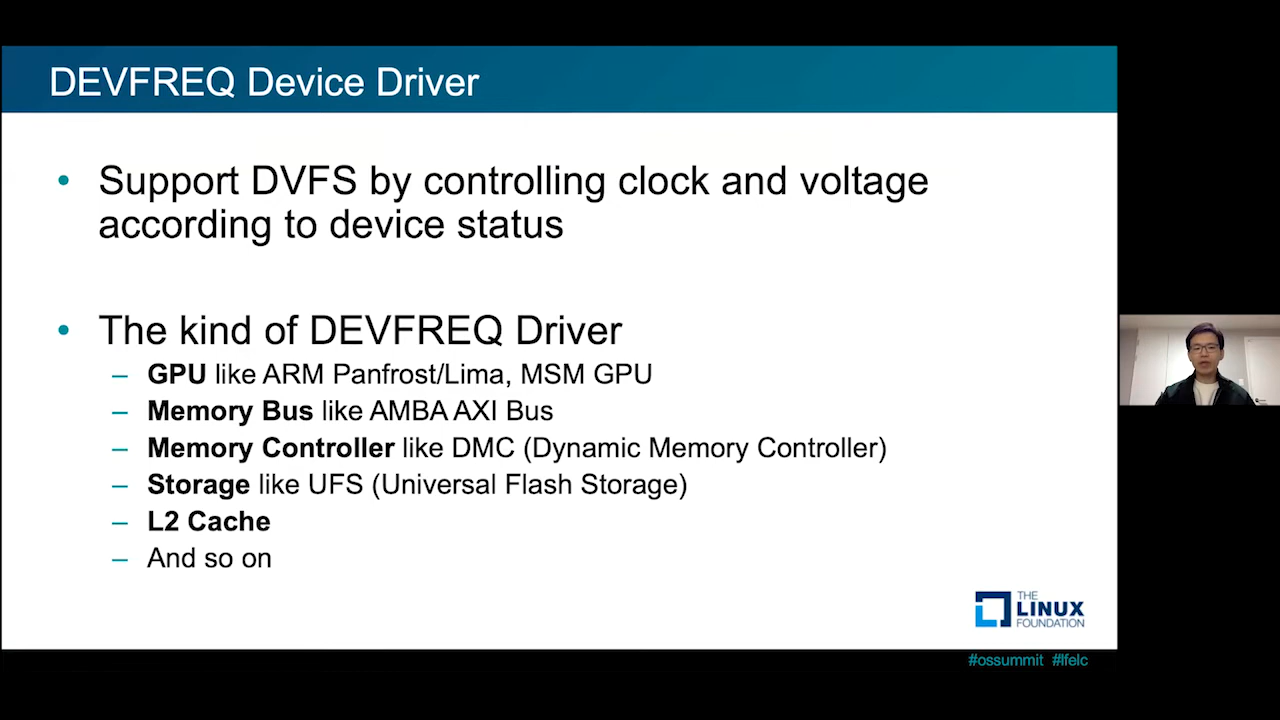 DEVFREQ Device Driver
• Support DVFS by controlling clock and voltage
according to device status
• The kind of DEVFREQ Driver
– GPU like ARM Panfrost/Lima, MSM GPU
– Memory Bus like AMBA AXI Bus
– Memory Controller like DMC (Dynamic Memory Controller)
– Storage like UFS (Universal Flash Storage)
– L2 Cache
– And so on
THE
LINUX
FOUNDATION
#ossummit #lfelc